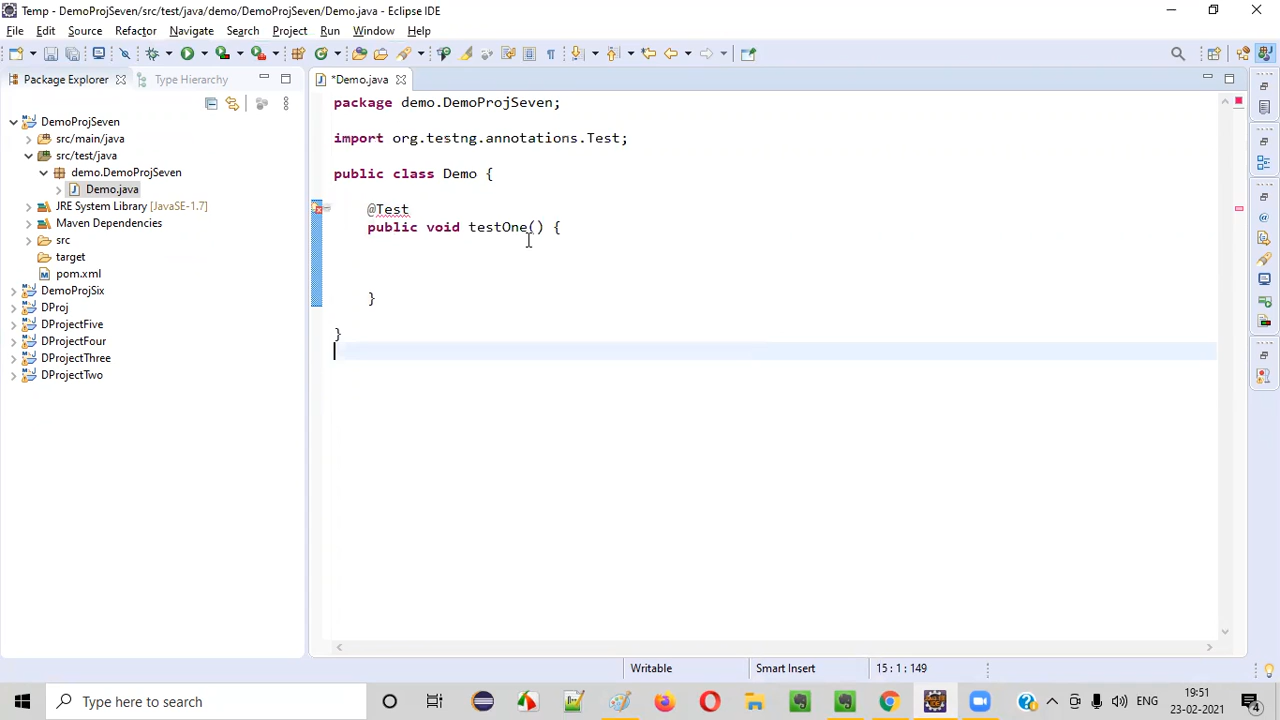 Temp - DemoProjSeven/src/test/java/demo/DemoProjSeven/Demo.java - Eclipse IDE
File Edit Source Refactor Navigate Search Project Run Window Help
Package Explorer
Type Hierarchy
*Demo.java
DemoProjSeven
src/main/java
src/test/java
demo.DemoProjSeven
Demo.java
JRE System Library [JavaSE-1.7]
Maven Dependencies
src
target
pom.xml
DemoProjSix
DProj
DProjectFive
DProjectFour
DProjectThree
DProjectTwo
package demo.DemoProjSeven;
import org.testng.annotations.Test;
public class Demo {
@Test
public void testOne() {
}
}
Writable
Smart Insert
15 : 1 : 149
Type here to search
ENG
19:51
23-02-2021
4